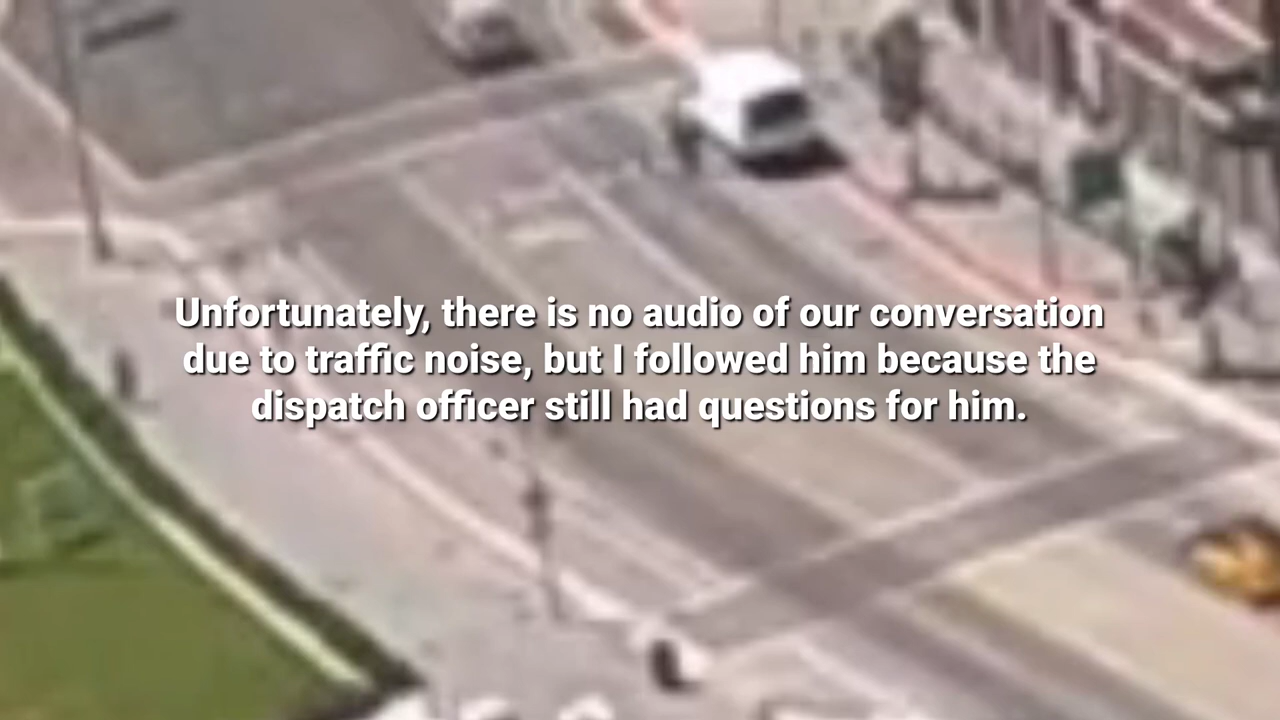 Unfortunately, there is no audio of our conversation
due to traffic noise, but I followed him because the
dispatch officer still had questions for him.